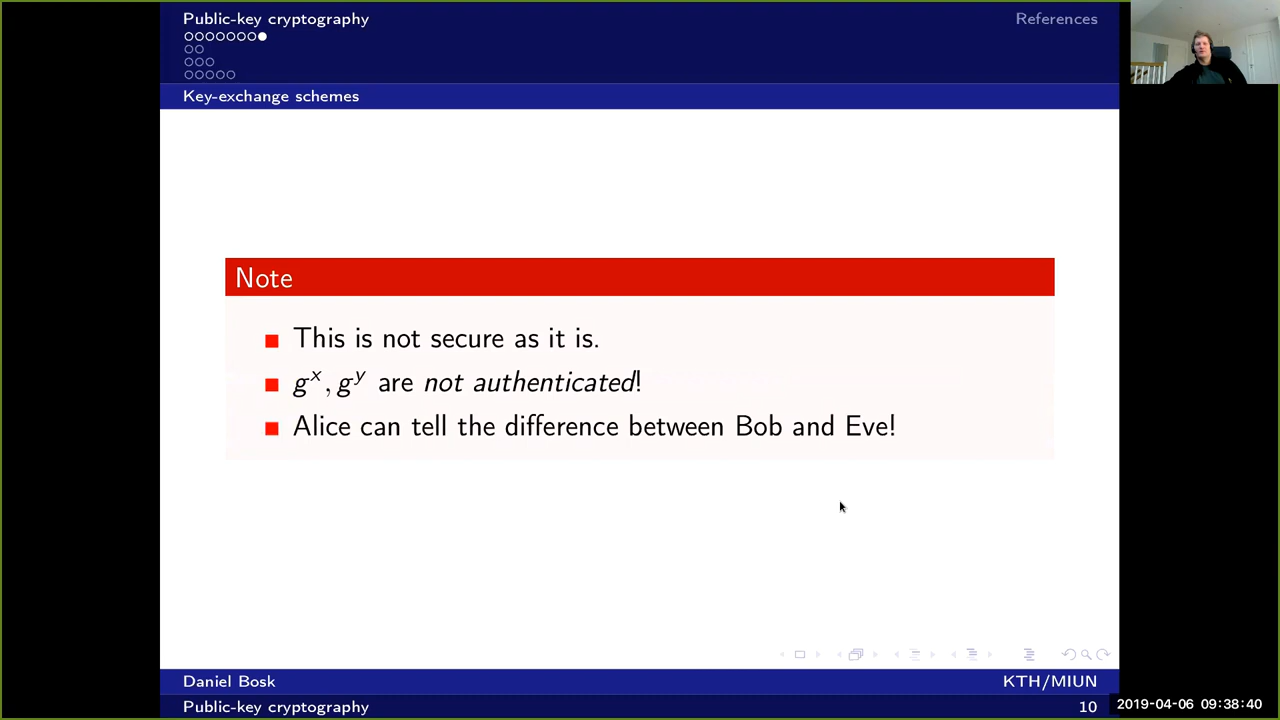 Public-key cryptography
References
Key-exchange schemes
Note
This is not secure as it is.
g^x, g^y are not authenticated!
Alice can tell the difference between Bob and Eve!
Daniel Bosk
KTH/MIUN
Public-key cryptography
10
2019-04-06 09:38:40